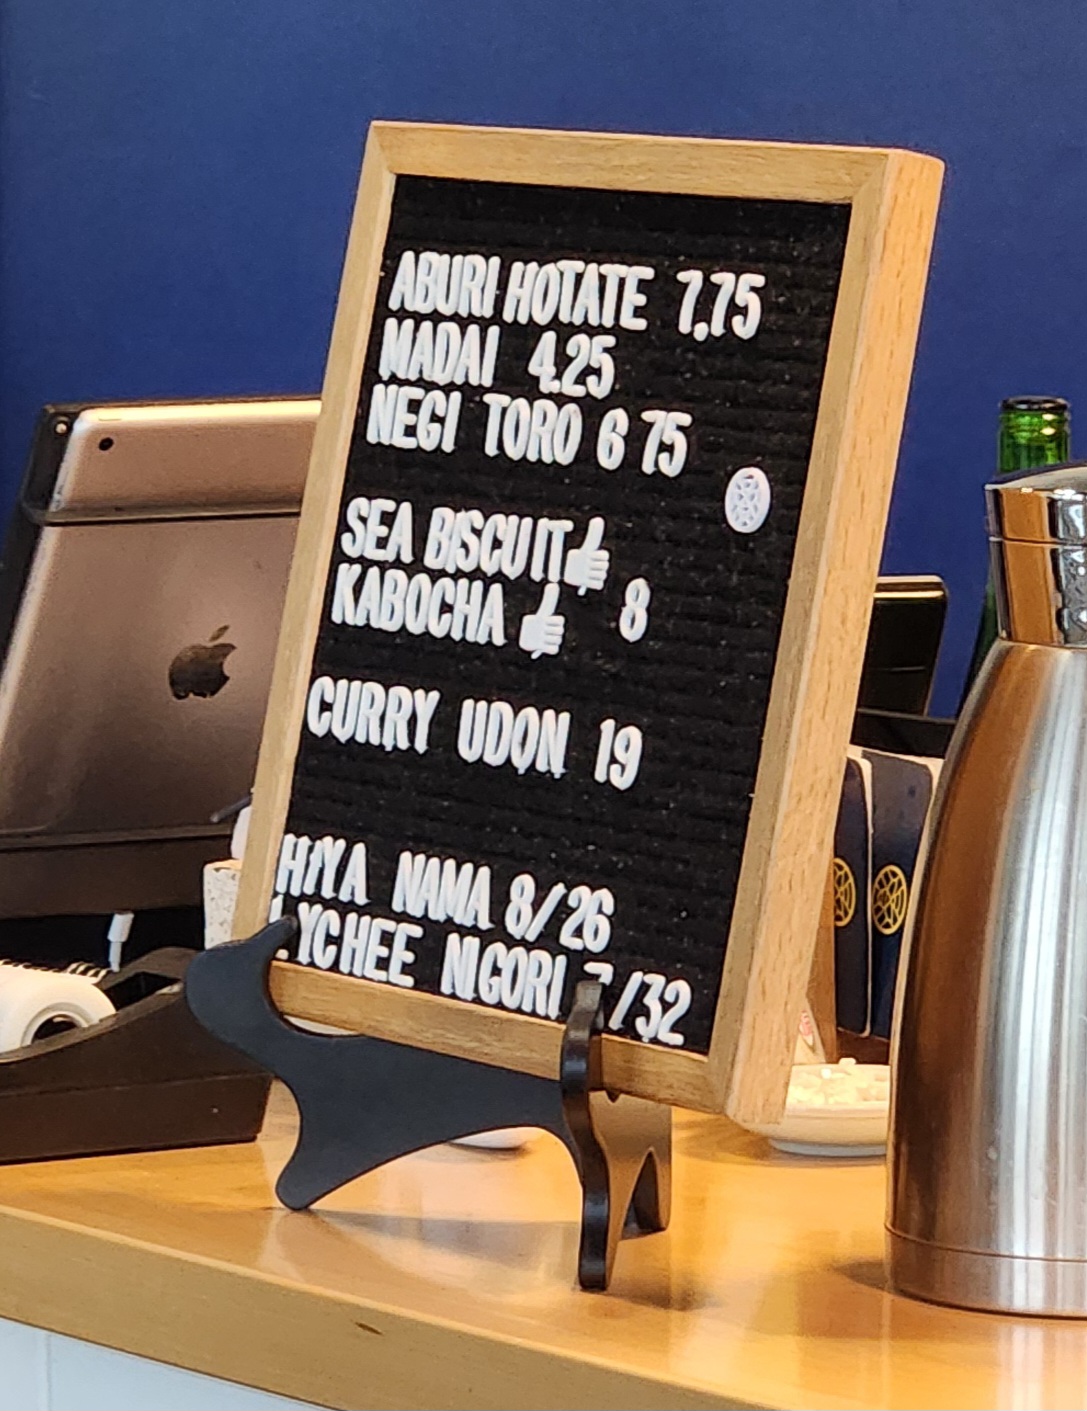 ABURI HOTATE 7.75
MADAI 4.25
NEGI TORO 6 75
SEA BISCUIT👍
KABOCHA 👍 8
CURRY UDON 19
HIYA NAMA 8/26
LYCHEE NIGORI 7/32